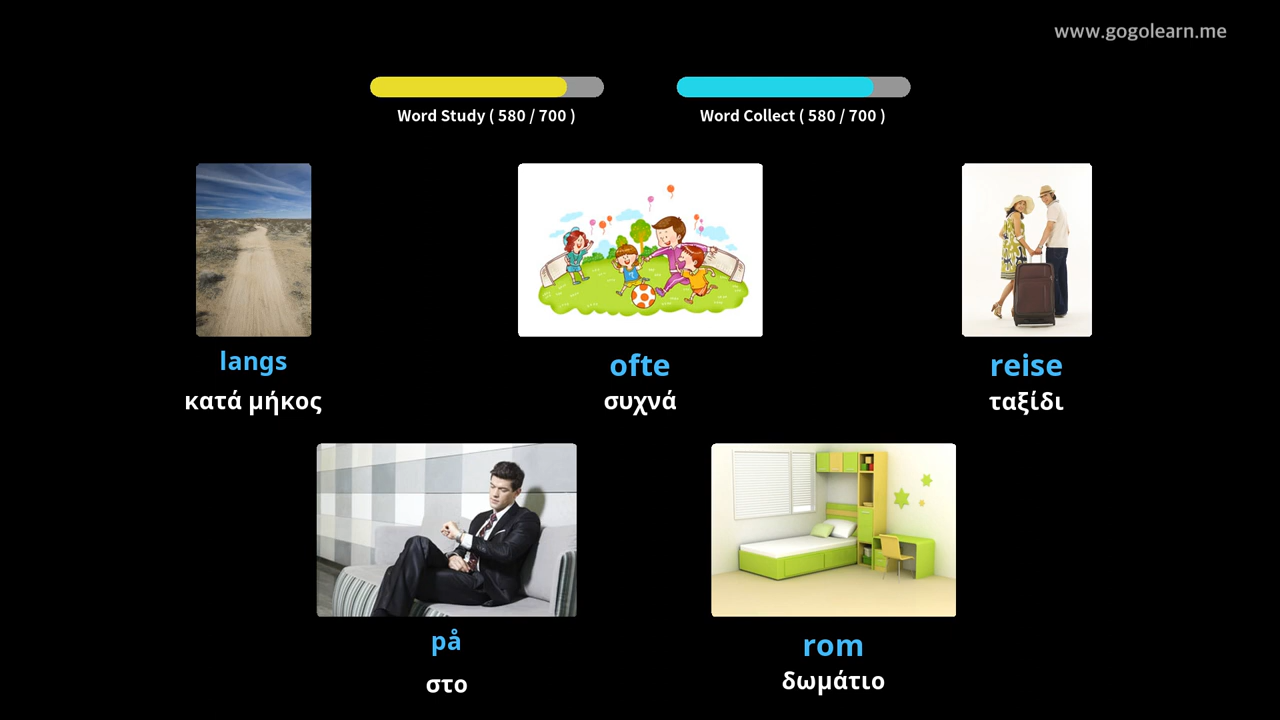 www.gogolearn.me
Word Study ( 580 / 700 )
Word Collect ( 580 / 700 )
langs
κατά μήκος
ofte
συχνά
reise
ταξίδι
på
στο
rom
δωμάτιο